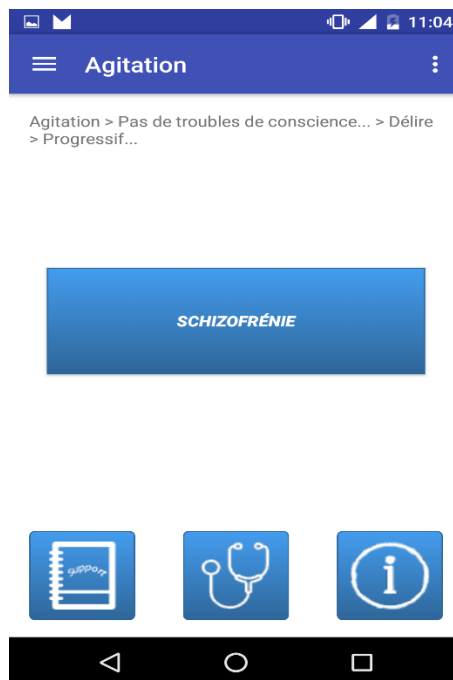 11:04
Agitation
Agitation > Pas de troubles de conscience... > Délire
> Progressif...
SCHIZOFRÉNIE
SUPPORT
i